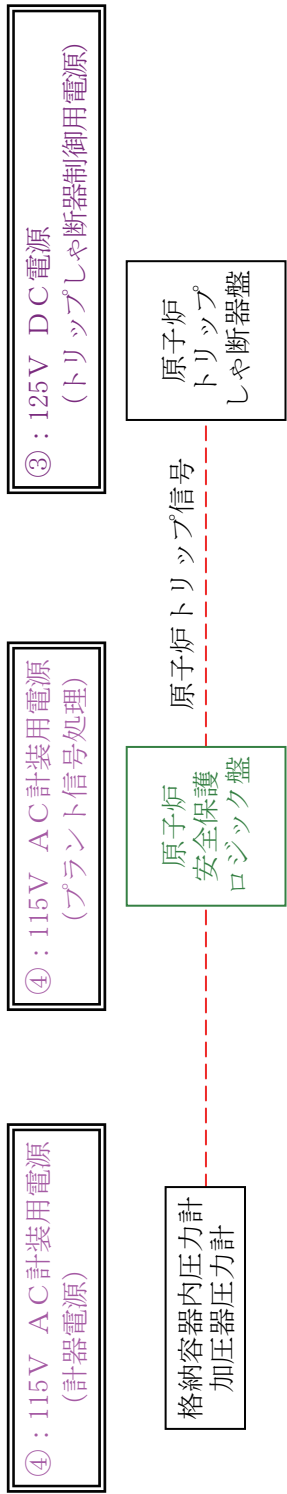 ④：115V AC計装用電源
(計器電源)
④：115V AC計装用電源
(プラント信号処理)
③：125V DC電源
(トリップしゃ断器制御用電源)
格納容器内圧力計
加圧器圧力計
原子炉
安全保護
ロジック盤
原子炉トリップ信号
原子炉
トリップ
しゃ断器盤